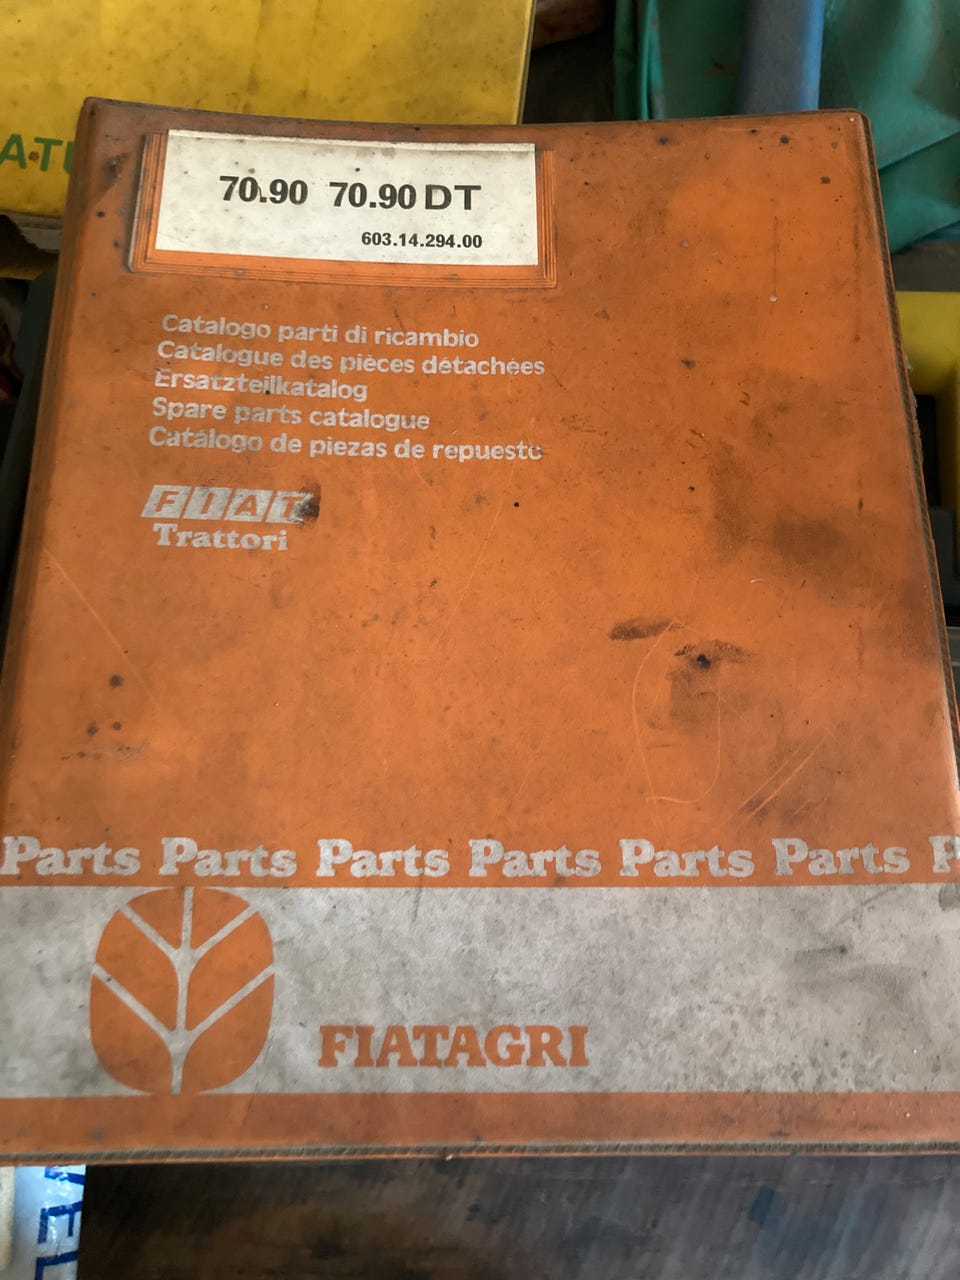 70.90 70.90 DT
603.14.294.00
Catalogo parti di ricambio
Catalogue des pièces détachées
Ersatzteilkatalog
Spare parts catalogue
Catálogo de piezas de repuesto
FIAT
Trattori
Parts Parts Parts Parts Parts Parts P
FIATAGRI